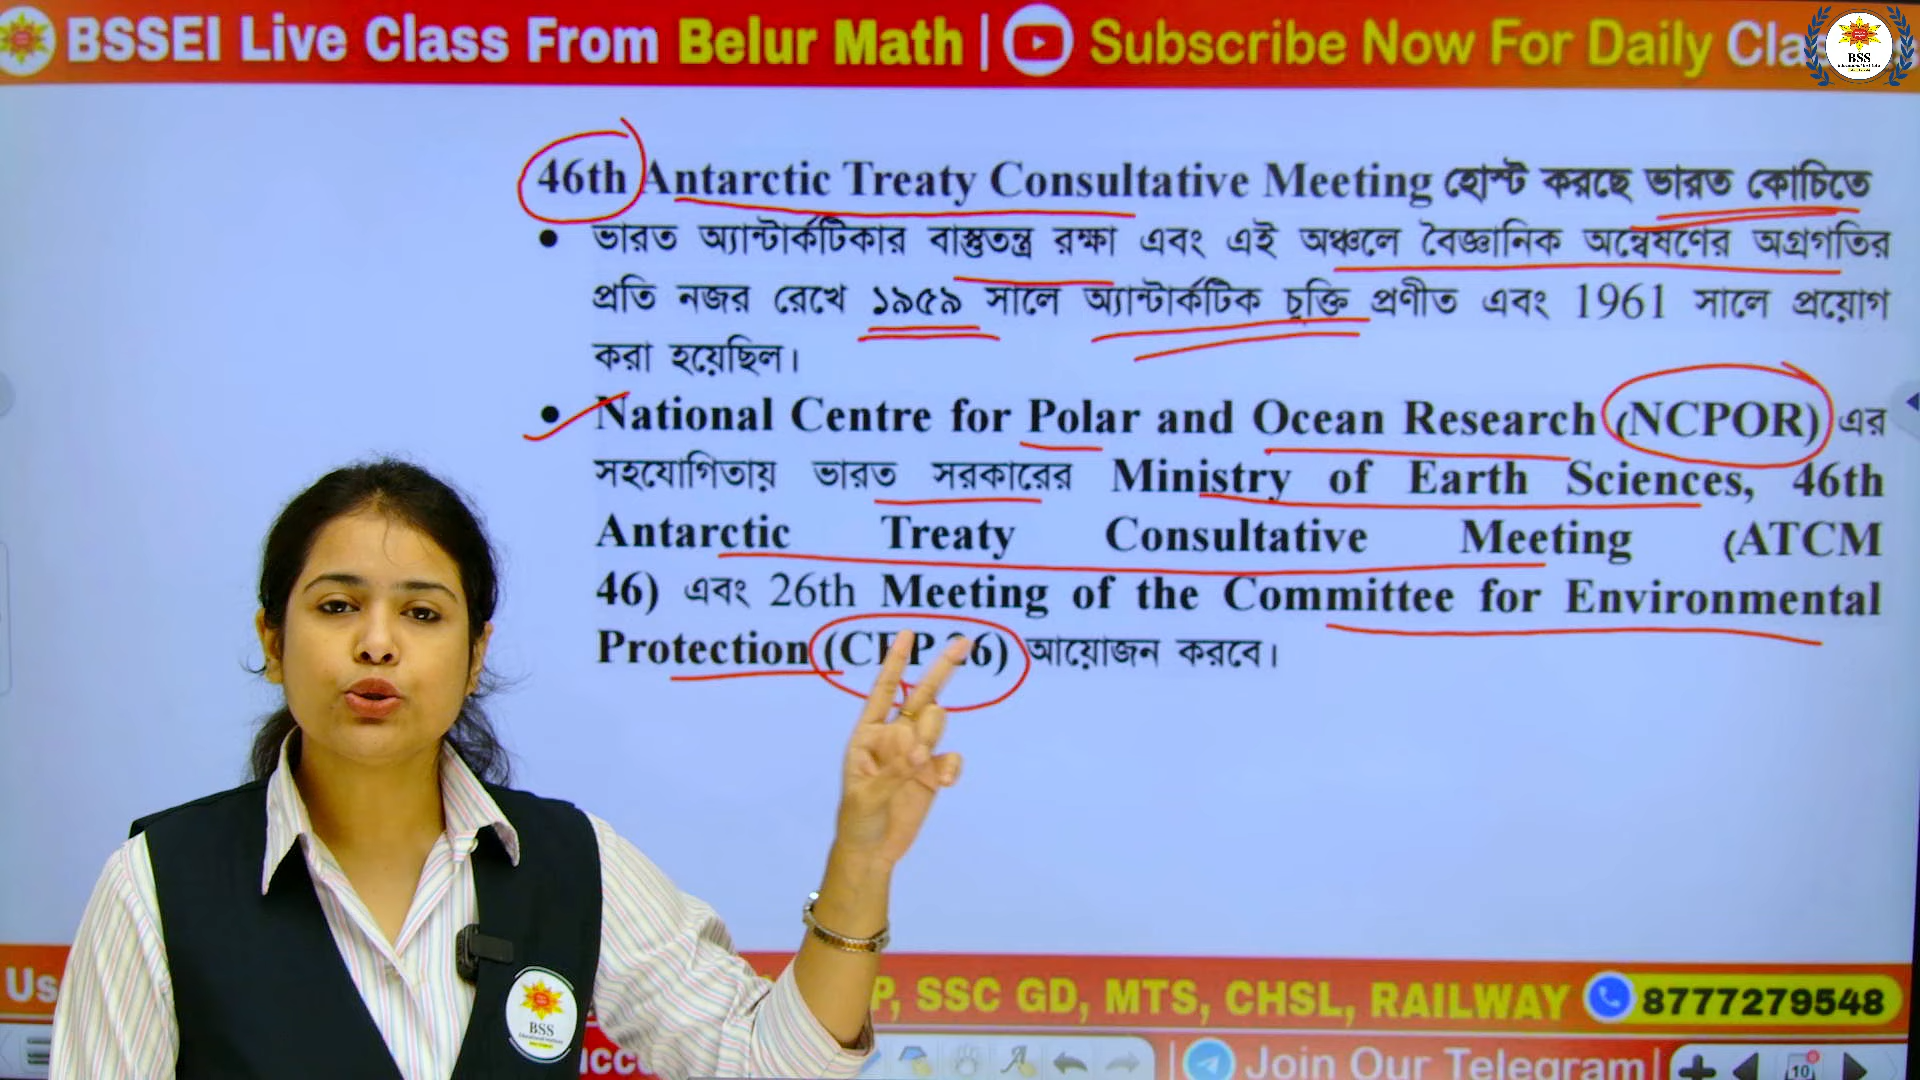 BSSEI Live Class From Belur Math | Subscribe Now For Daily Cla
BSS
46th Antarctic Treaty Consultative Meeting হোস্ট করছে ভারত কোচিতে
• ভারত অ্যান্টার্কটিকার বাস্তুতন্ত্র রক্ষা এবং এই অঞ্চলে বৈজ্ঞানিক অন্বেষণের অগ্রগতির
প্রতি নজর রেখে ১৯৫৯ সালে অ্যান্টার্কটিক চুক্তি প্রণীত এবং 1961 সালে প্রয়োগ
করা হয়েছিল।
• National Centre for Polar and Ocean Research (NCPOR) এর
সহযোগিতায় ভারত সরকারের Ministry of Earth Sciences, 46th
Antarctic Treaty Consultative Meeting (ATCM
46) এবং 26th Meeting of the Committee for Environmental
Protection (CEP 26) আয়োজন করবে।
Us P, SSC GD, MTS, CHSL, RAILWAY 8777279548
BSS
Join Our Telegram
10